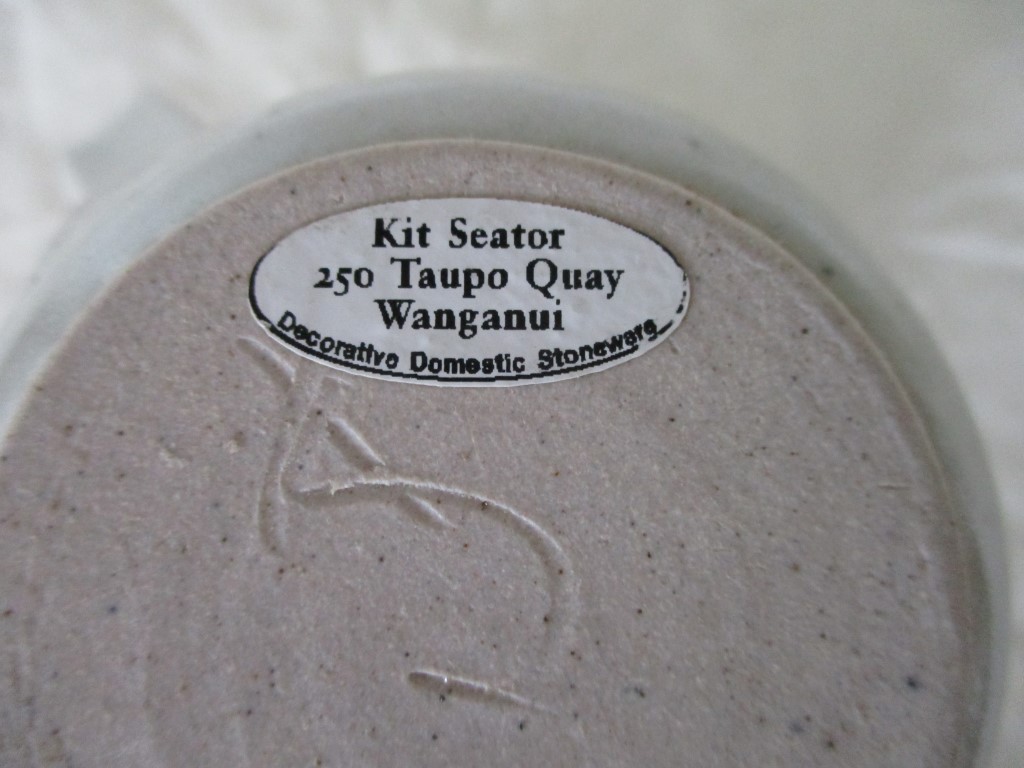 Kit Seator
250 Taupo Quay
Wanganui
Decorative Domestic Stoneware